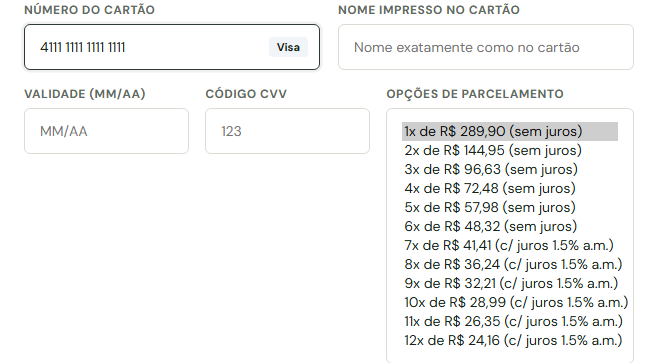 NÚMERO DO CARTÃO
4111 1111 1111 1111
Visa
NOME IMPRESSO NO CARTÃO
Nome exatamente como no cartão
VALIDADE (MM/AA)
MM/AA
CÓDIGO CVV
123
OPÇÕES DE PARCELAMENTO
1x de R$ 289,90 (sem juros)
2x de R$ 144,95 (sem juros)
3x de R$ 96,63 (sem juros)
4x de R$ 72,48 (sem juros)
5x de R$ 57,98 (sem juros)
6x de R$ 48,32 (sem juros)
7x de R$ 41,41 (c/ juros 1.5% a.m.)
8x de R$ 36,24 (c/ juros 1.5% a.m.)
9x de R$ 32,21 (c/ juros 1.5% a.m.)
10x de R$ 28,99 (c/ juros 1.5% a.m.)
11x de R$ 26,35 (c/ juros 1.5% a.m.)
12x de R$ 24,16 (c/ juros 1.5% a.m.)